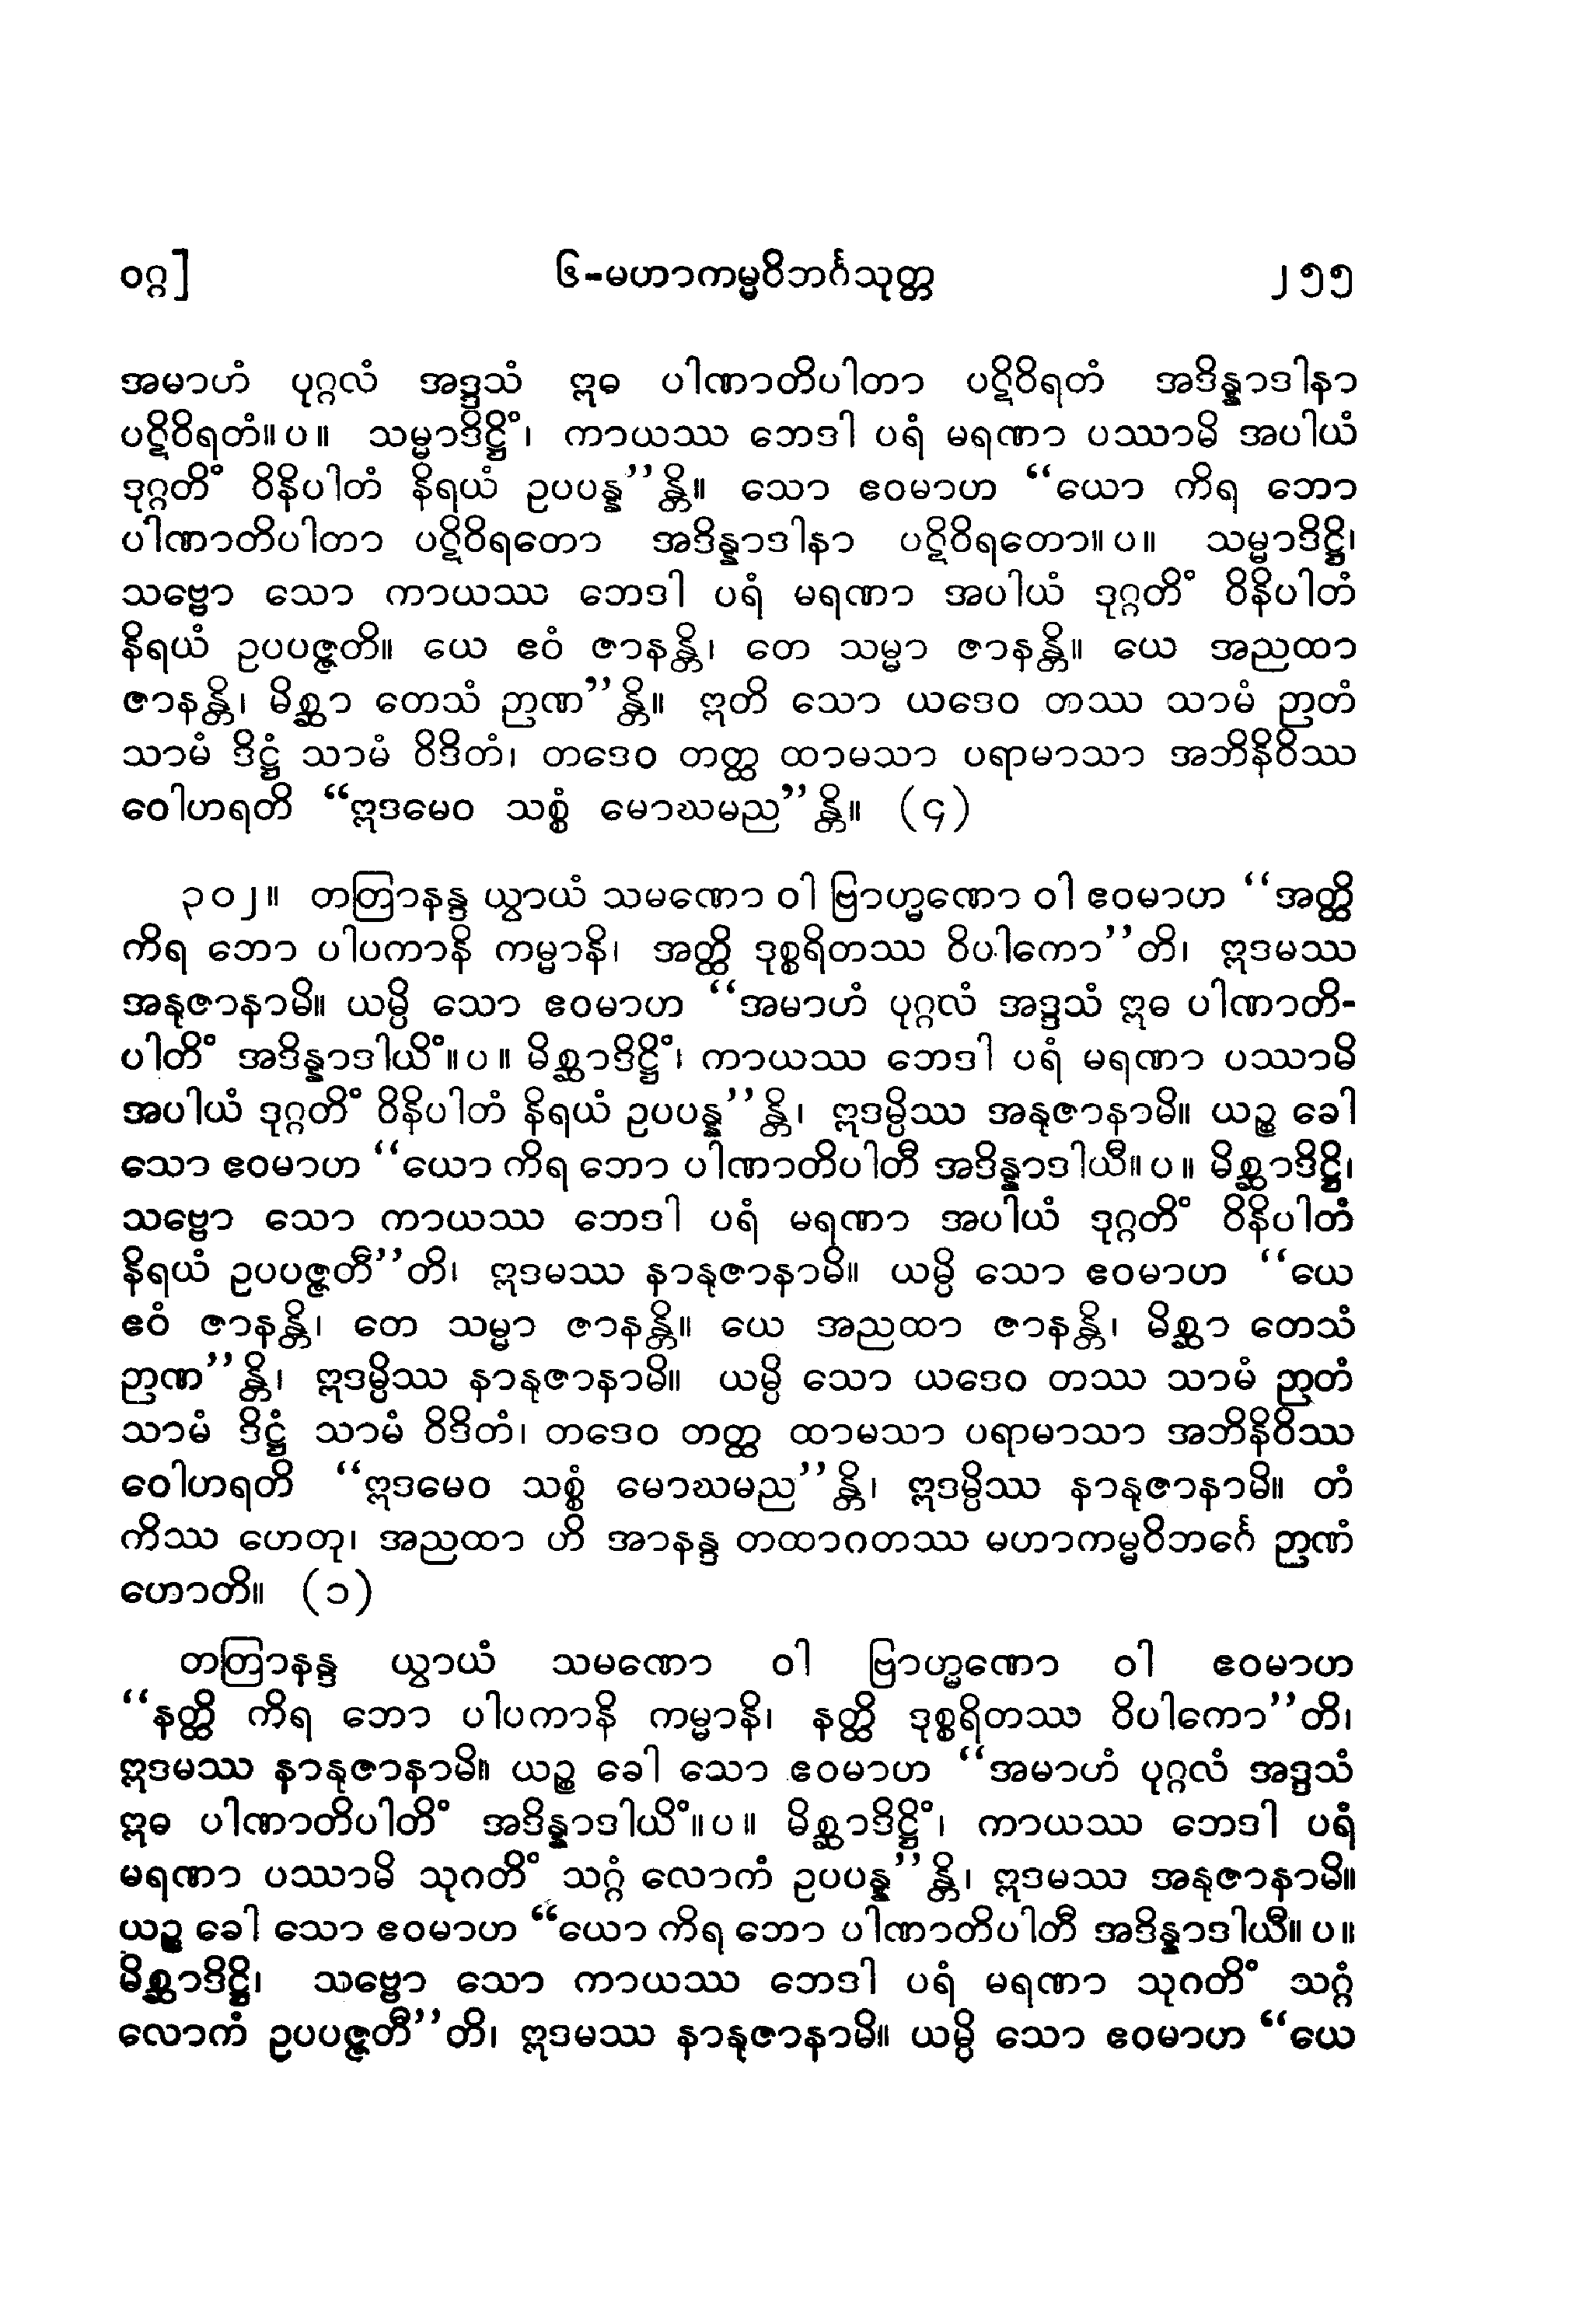 ဝဂ္ဂ] ၆-မဟာကမ္မဝိဘင်္ဂသုတ္တ ၂၅၅
အမာဟံ ပုဂ္ဂလံ အဒ္ဒသံ ဣဓ ပါဏာတိပါတာ ပဋိဝိရတံ အဒိန္နာဒါနာ
ပဋိဝိရတံ။ပ။ သမ္မာဒိဋ္ဌိံ၊ ကာယဿ ဘေဒါ ပရံ မရဏာ ပဿာမိ အပါယံ
ဒုဂ္ဂတိံ ဝိနိပါတံ နိရယံ ဥပပန္န”န္တိ။ သော ဧဝမာဟ “ယော ကိရ ဘော
ပါဏာတိပါတာ ပဋိဝိရတော အဒိန္နာဒါနာ ပဋိဝိရတော။ပ။ သမ္မာဒိဋ္ဌိ၊
သဗ္ဗော သော ကာယဿ ဘေဒါ ပရံ မရဏာ အပါယံ ဒုဂ္ဂတိံ ဝိနိပါတံ
နိရယံ ဥပပဇ္ဇတိ။ ယေ ဧဝံ ဇာနန္တိ၊ တေ သမ္မာ ဇာနန္တိ။ ယေ အညထာ
ဇာနန္တိ၊ မိစ္ဆာ တေသံ ဉာဏ”န္တိ။ ဣတိ သော ယဒေဝ တဿ သာမံ ဉာတံ
သာမံ ဒိဋ္ဌံ သာမံ ဝိဒိတံ၊ တဒေဝ တတ္ထ ထာမသာ ပရာမာသာ အဘိနိဝိဿ
ဝေါဟရတိ “ဣဒမေဝ သစ္စံ မောဃမည”န္တိ။ (၄)
၃၀၂။ တတြာနန္ဒ ယွာယံ သမဏော ဝါ ဗြာဟ္မဏော ဝါ ဧဝမာဟ “အတ္ထိ
ကိရ ဘော ပါပကာနိ ကမ္မာနိ၊ အတ္ထိ ဒုစ္စရိတဿ ဝိပါကော”တိ၊ ဣဒမဿ
အနုဇာနာမိ။ ယမ္ပိ သော ဧဝမာဟ “အမာဟံ ပုဂ္ဂလံ အဒ္ဒသံ ဣဓ ပါဏာတိ-
ပါတိံ အဒိန္နာဒါယိံ။ပ။ မိစ္ဆာဒိဋ္ဌိံ၊ ကာယဿ ဘေဒါ ပရံ မရဏာ ပဿာမိ
အပါယံ ဒုဂ္ဂတိံ ဝိနိပါတံ နိရယံ ဥပပန္န”န္တိ၊ ဣဒမ္ပိဿ အနုဇာနာမိ။ ယဉ္စ ခေါ
သော ဧဝမာဟ “ယော ကိရ ဘော ပါဏာတိပါတီ အဒိန္နာဒါယီ။ပ။ မိစ္ဆာဒိဋ္ဌိ၊
သဗ္ဗော သော ကာယဿ ဘေဒါ ပရံ မရဏာ အပါယံ ဒုဂ္ဂတိံ ဝိနိပါတံ
နိရယံ ဥပပဇ္ဇတီ”တိ၊ ဣဒမဿ နာနုဇာနာမိ။ ယမ္ပိ သော ဧဝမာဟ “ယေ
ဧဝံ ဇာနန္တိ၊ တေ သမ္မာ ဇာနန္တိ။ ယေ အညထာ ဇာနန္တိ၊ မိစ္ဆာ တေသံ
ဉာဏ”န္တိ၊ ဣဒမ္ပိဿ နာနုဇာနာမိ။ ယမ္ပိ သော ယဒေဝ တဿ သာမံ ဉာတံ
သာမံ ဒိဋ္ဌံ သာမံ ဝိဒိတံ၊ တဒေဝ တတ္ထ ထာမသာ ပရာမာသာ အဘိနိဝိဿ
ဝေါဟရတိ “ဣဒမေဝ သစ္စံ မောဃမည”န္တိ၊ ဣဒမ္ပိဿ နာနုဇာနာမိ။ တံ
ကိဿ ဟေတု၊ အညထာ ဟိ အာနန္ဒ တထာဂတဿ မဟာကမ္မဝိဘင်္ဂေ ဉာဏံ
ဟောတိ။ (၁)
တတြာနန္ဒ ယွာယံ သမဏော ဝါ ဗြာဟ္မဏော ဝါ ဧဝမာဟ
“နတ္ထိ ကိရ ဘော ပါပကာနိ ကမ္မာနိ၊ နတ္ထိ ဒုစ္စရိတဿ ဝိပါကော”တိ၊
ဣဒမဿ နာနုဇာနာမိ။ ယဉ္စ ခေါ သော ဧဝမာဟ “အမာဟံ ပုဂ္ဂလံ အဒ္ဒသံ
ဣဓ ပါဏာတိပါတိံ အဒိန္နာဒါယိံ။ပ။ မိစ္ဆာဒိဋ္ဌိံ၊ ကာယဿ ဘေဒါ ပရံ
မရဏာ ပဿာမိ သုဂတိံ သဂ္ဂံ လောကံ ဥပပန္န”န္တိ၊ ဣဒမဿ အနုဇာနာမိ။
ယဉ္စ ခေါ သော ဧဝမာဟ “ယော ကိရ ဘော ပါဏာတိပါတီ အဒိန္နာဒါယီ။ပ။
မိစ္ဆာဒိဋ္ဌိ၊ သဗ္ဗော သော ကာယဿ ဘေဒါ ပရံ မရဏာ သုဂတိံ သဂ္ဂံ
လောကံ ဥပပဇ္ဇတီ”တိ၊ ဣဒမဿ နာနုဇာနာမိ။ ယမ္ပိ သော ဧဝမာဟ “ယေ